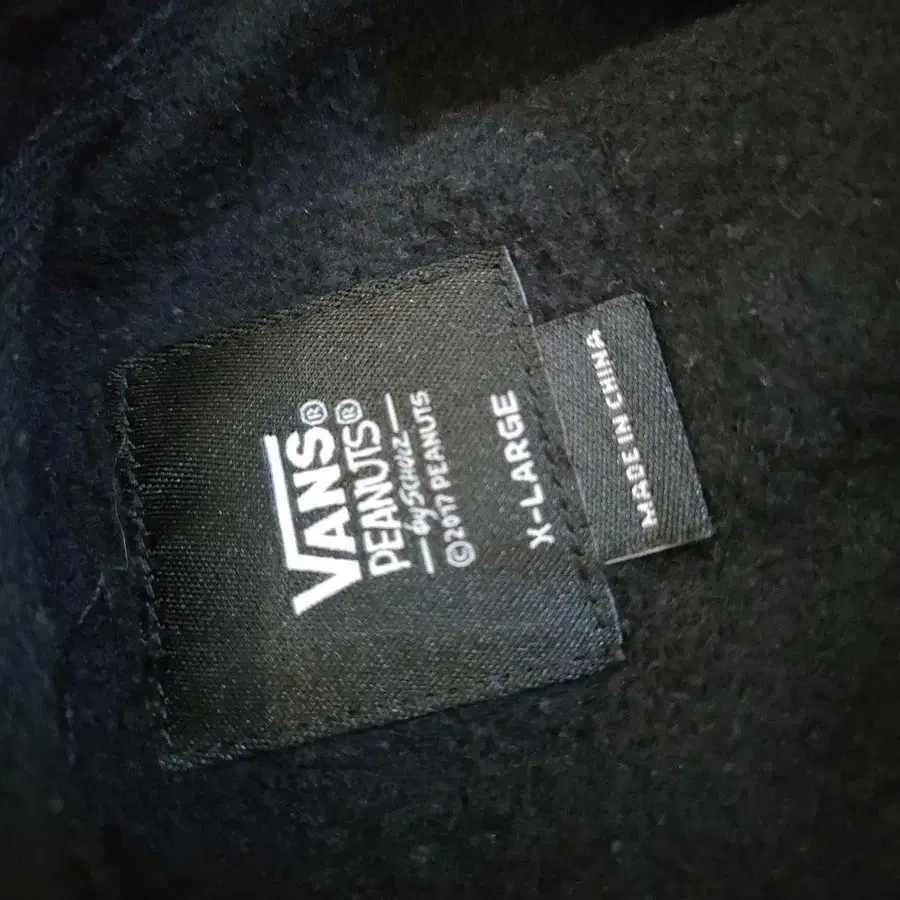 VANS®
PEANUTS®
by SCHULZ
©2017 PEANUTS
X-LARGE
MADE IN CHINA